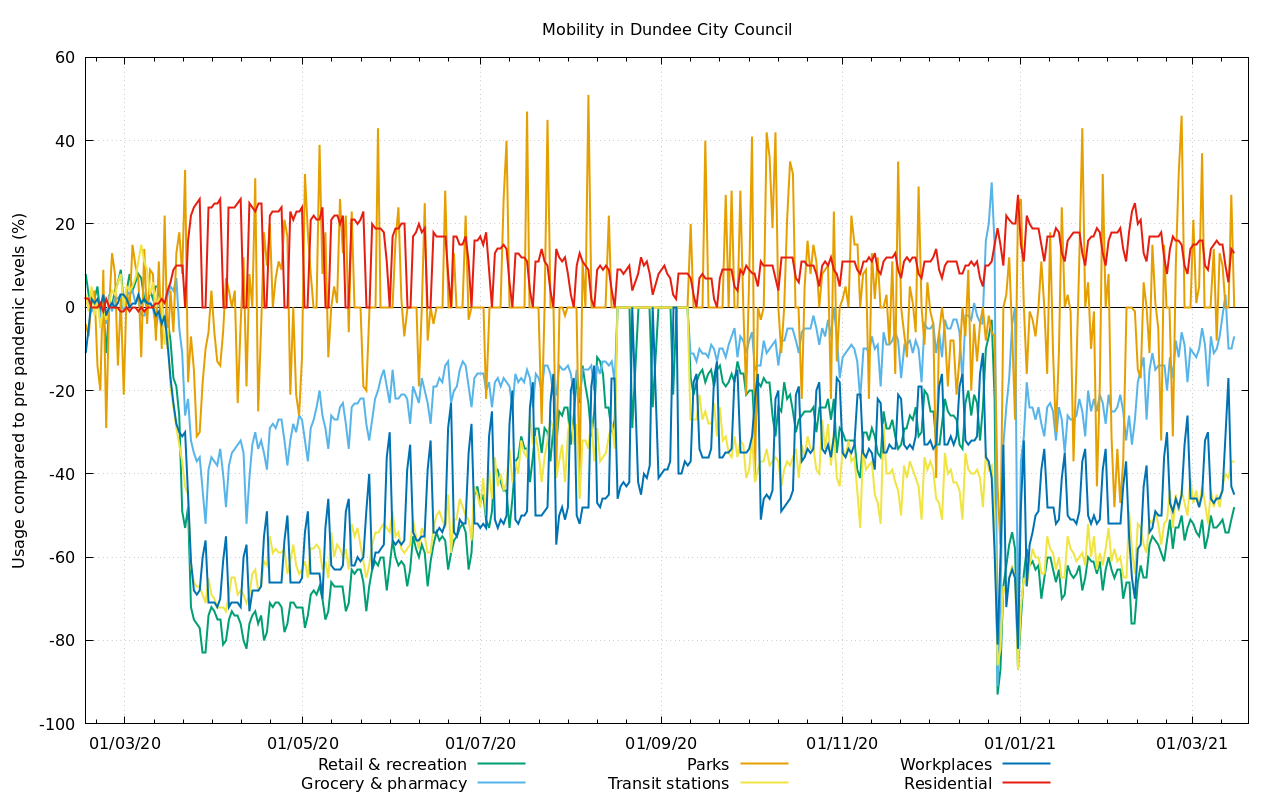 Mobility in Dundee City Council
Usage compared to pre pandemic levels (%)
60
40
20
0
-20
-40
-60
-80
-100
01/03/20 01/05/20 01/07/20 01/09/20 01/11/20 01/01/21 01/03/21
Retail & recreation Parks Workplaces
Grocery & pharmacy Transit stations Residential